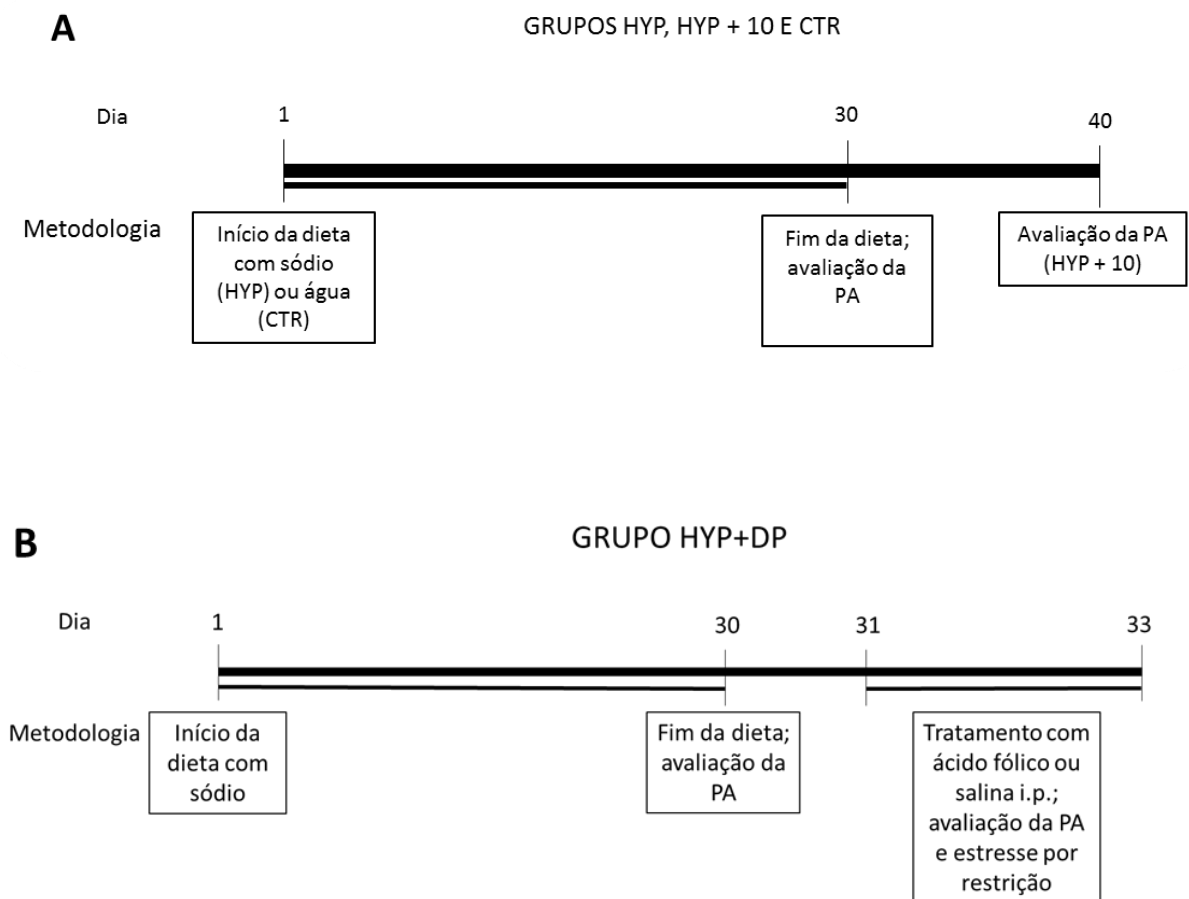 A
GRUPOS HYP, HYP + 10 E CTR
Dia
1
30
40
Metodologia
Início da dieta
com sódio
(HYP) ou água
(CTR)
Fim da dieta;
avaliação da
PA
Avaliação da PA
(HYP + 10)
B
GRUPO HYP+DP
Dia
1
30
31
33
Metodologia
Início da
dieta com
sódio
Fim da dieta;
avaliação da
PA
Tratamento com
ácido fólico ou
salina i.p.;
avaliação da PA
e estresse por
restrição